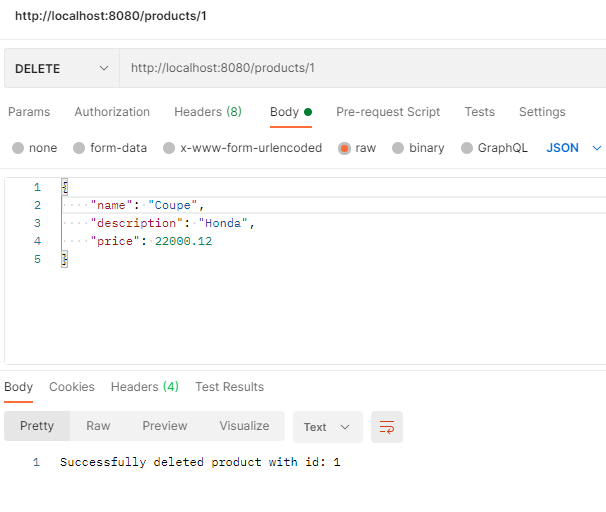 http://localhost:8080/products/1
DELETE http://localhost:8080/products/1
Params Authorization Headers (8) Body Pre-request Script Tests Settings
none form-data x-www-form-urlencoded raw binary GraphQL JSON
1 {
2 "name": "Coupe",
3 "description": "Honda",
4 "price": 22000.12
5 }
Body Cookies Headers (4) Test Results
Pretty Raw Preview Visualize Text
1 Successfully deleted product with id: 1